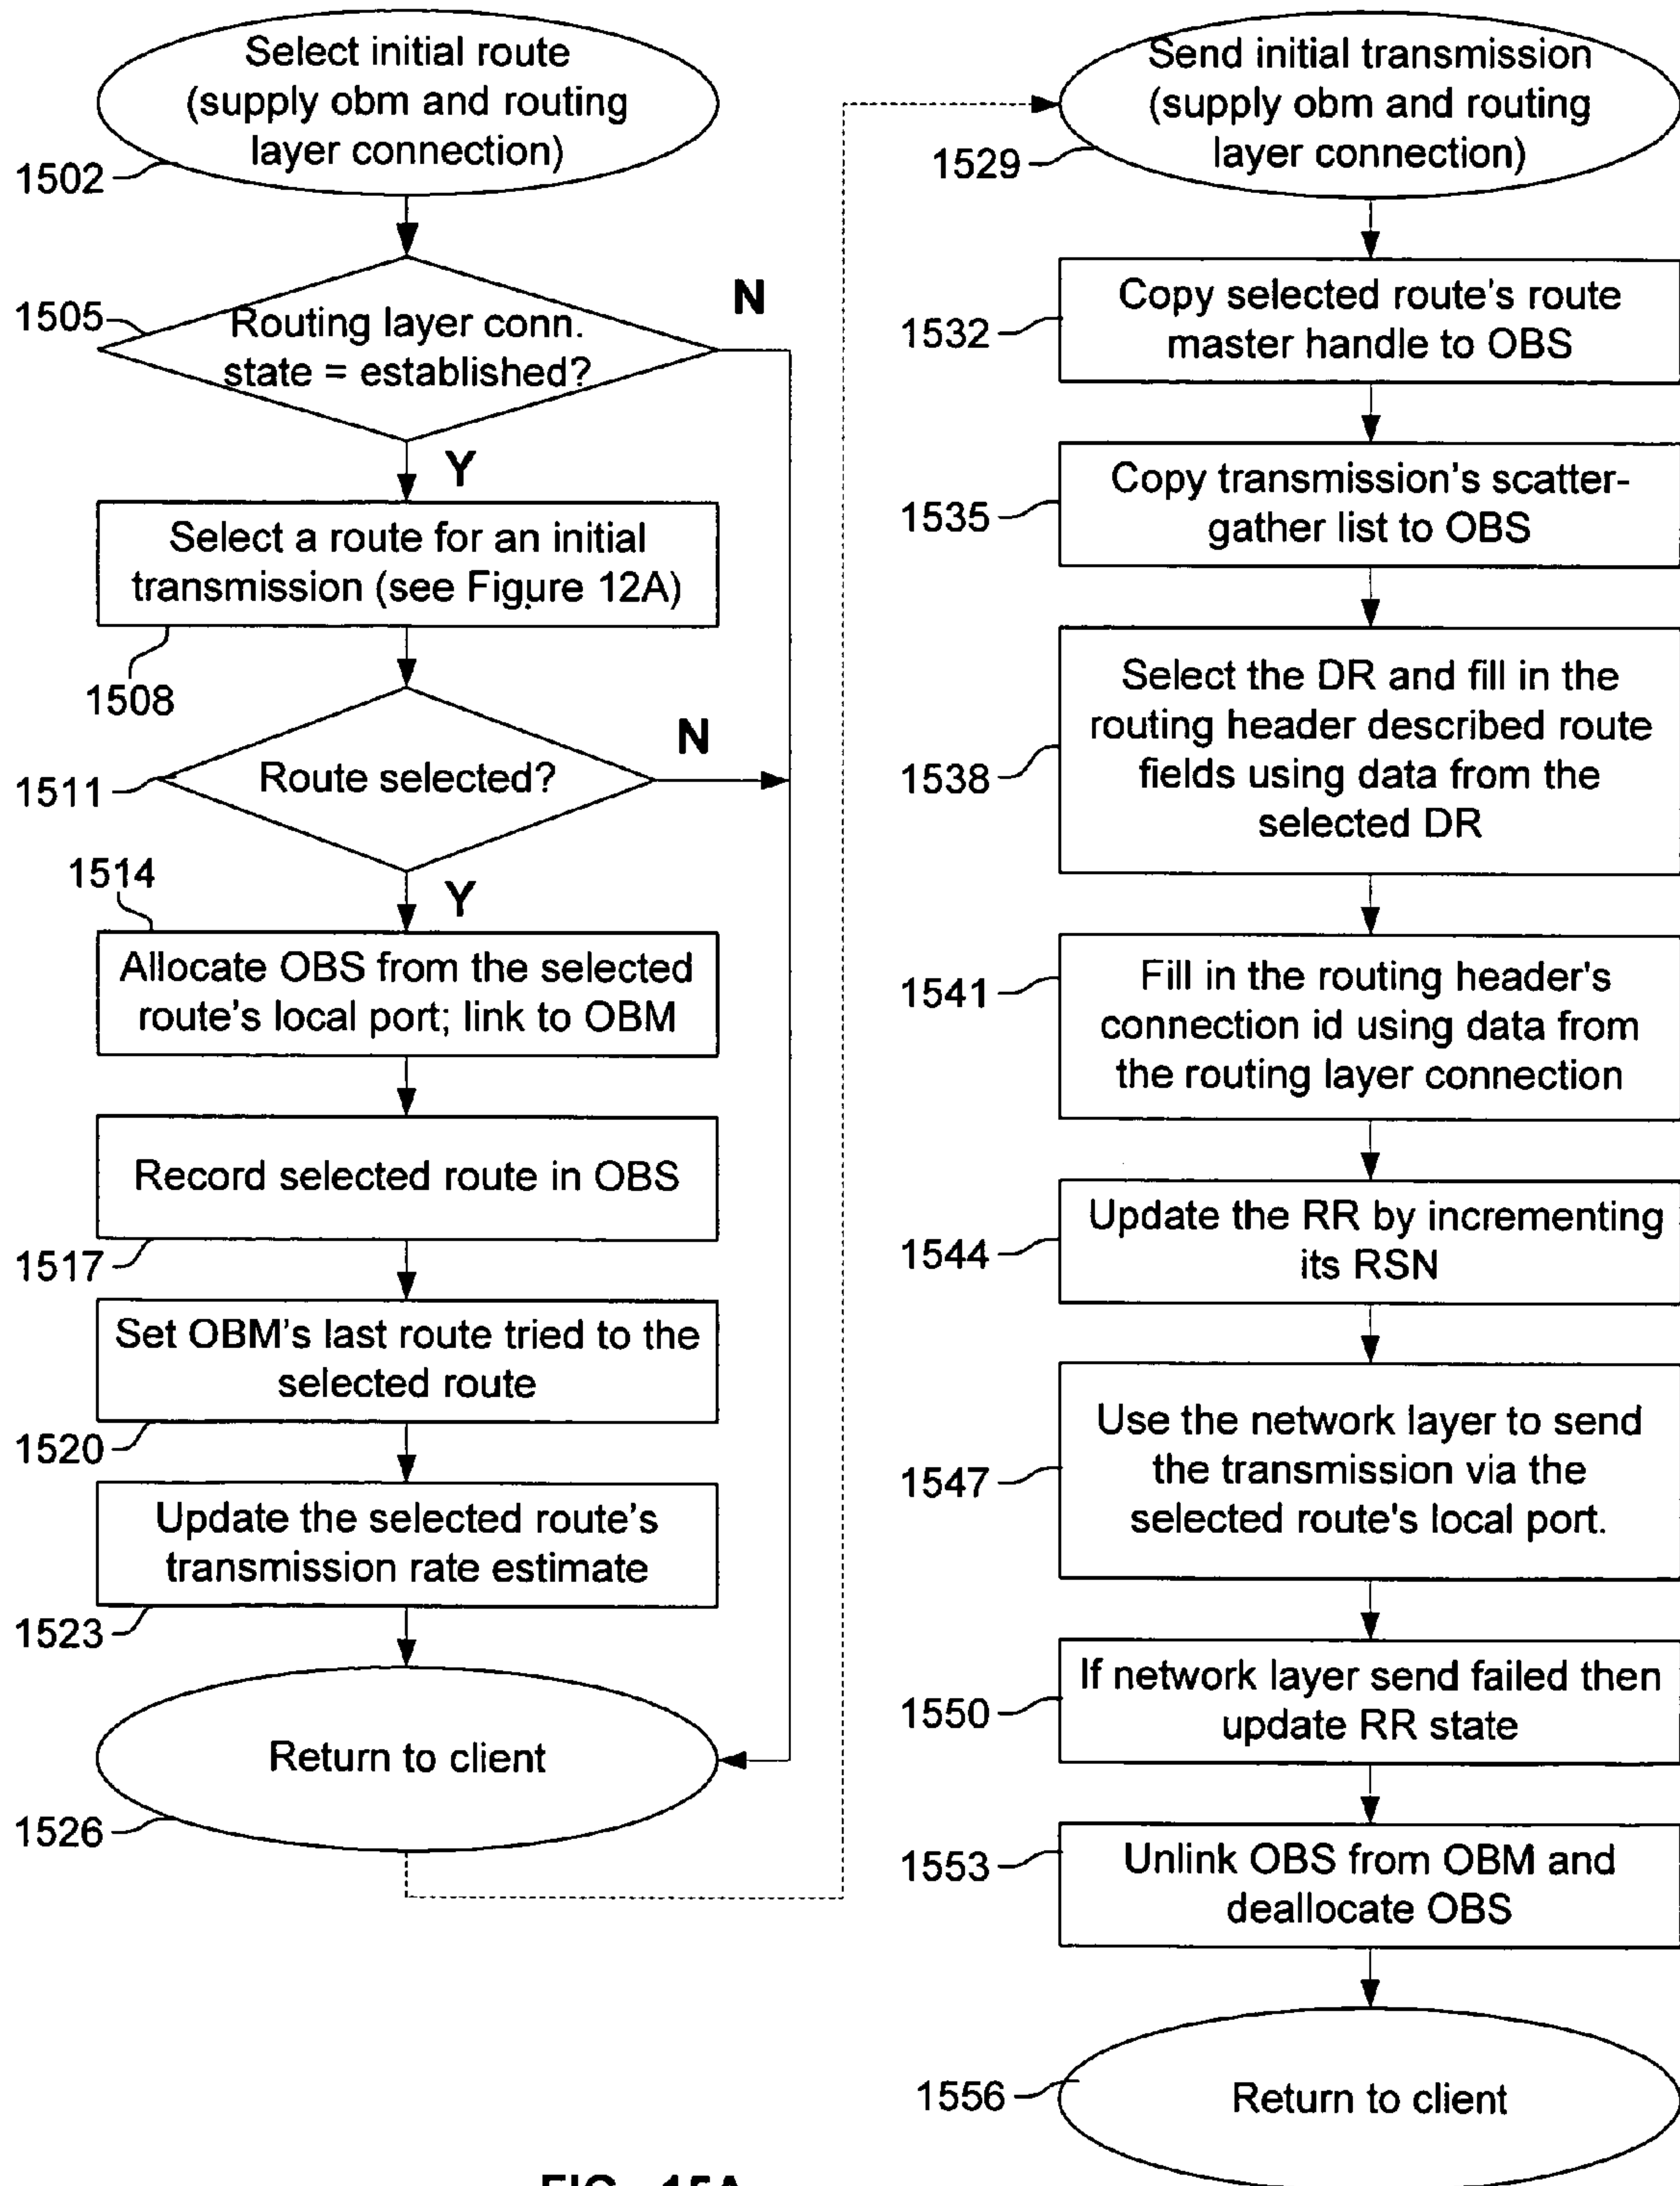 Select initial route
(supply obm and routing
layer connection)
1502
1505
Routing layer conn.
state = established?
N
Y
Select a route for an initial
transmission (see Figure 12A)
1508
1511
Route selected?
N
Y
1514
Allocate OBS from the selected
route's local port; link to OBM
Record selected route in OBS
1517
Set OBM's last route tried to the
selected route
1520
Update the selected route's
transmission rate estimate
1523
Return to client
1526
Send initial transmission
(supply obm and routing
layer connection)
1529
Copy selected route's route
master handle to OBS
1532
Copy transmission's scatter-
gather list to OBS
1535
Select the DR and fill in the
routing header described route
fields using data from the
selected DR
1538
Fill in the routing header's
connection id using data from
the routing layer connection
1541
Update the RR by incrementing
its RSN
1544
Use the network layer to send
the transmission via the
selected route's local port.
1547
If network layer send failed then
update RR state
1550
Unlink OBS from OBM and
deallocate OBS
1553
Return to client
1556
FIG. 15A